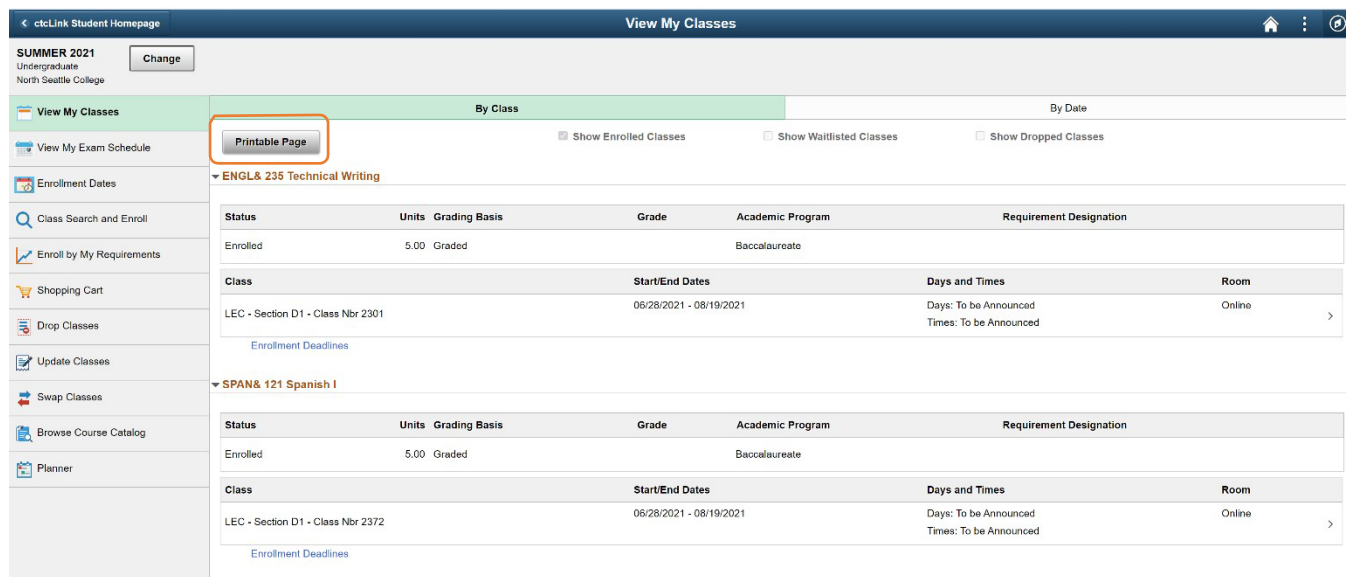 ctcLink Student Homepage
View My Classes
SUMMER 2021
Undergraduate
North Seattle College
Change
View My Classes
View My Exam Schedule
Enrollment Dates
Class Search and Enroll
Enroll by My Requirements
Shopping Cart
Drop Classes
Update Classes
Swap Classes
Browse Course Catalog
Planner
By Class By Date
Printable Page Show Enrolled Classes Show Waitlisted Classes Show Dropped Classes
ENGL& 235 Technical Writing
Status Units Grading Basis Grade Academic Program Requirement Designation
Enrolled 5.00 Graded Baccalaureate
Class Start/End Dates Days and Times Room
LEC - Section D1 - Class Nbr 2301 06/28/2021 - 08/19/2021 Days: To be Announced Online
Times: To be Announced
Enrollment Deadlines
SPAN& 121 Spanish I
Status Units Grading Basis Grade Academic Program Requirement Designation
Enrolled 5.00 Graded Baccalaureate
Class Start/End Dates Days and Times Room
LEC - Section D1 - Class Nbr 2372 06/28/2021 - 08/19/2021 Days: To be Announced Online
Times: To be Announced
Enrollment Deadlines